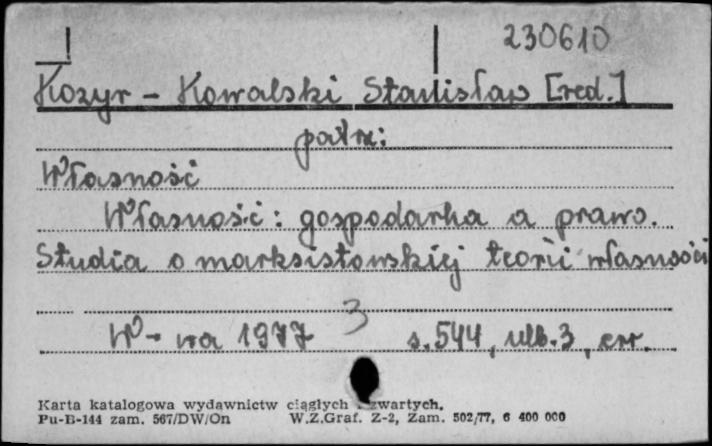 230610
Kozyr - Kowalski Stanisław [red.]
patrz:
Własność
Własność: gospodarka a prawo.
Studia o marksistowskiej teorii własności
3
W-wa 1977 s. 544, nlb. 3, err.
Karta katalogowa wydawnictw ciągłych i zwartych.
Pu-B-144 zam. 567/DW/On W.Z.Graf. Z-2, Zam. 502/77, 6 400 000